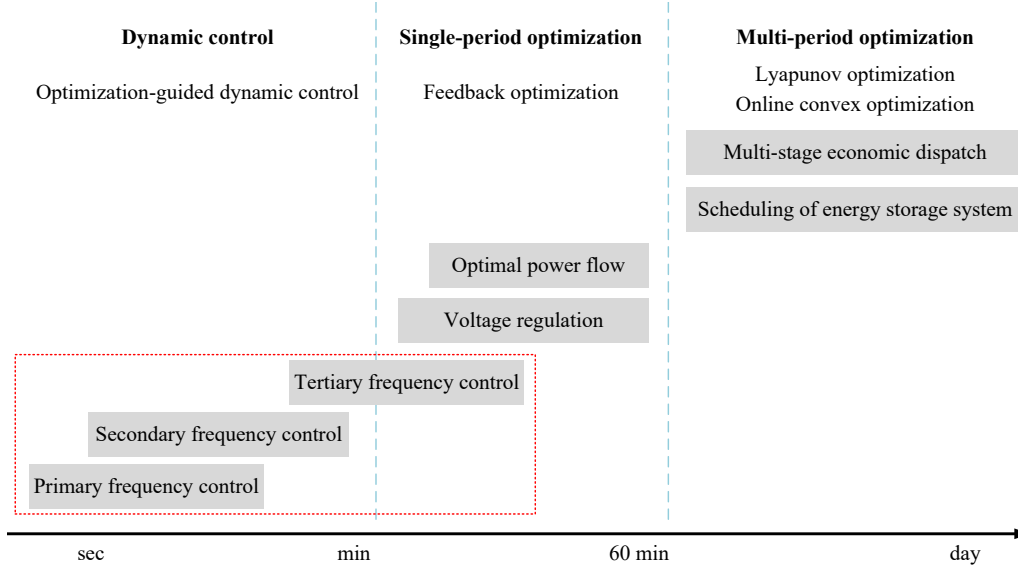 Dynamic control
Single-period optimization
Multi-period optimization
Optimization-guided dynamic control
Feedback optimization
Lyapunov optimization
Online convex optimization
Multi-stage economic dispatch
Scheduling of energy storage system
Optimal power flow
Voltage regulation
Tertiary frequency control
Secondary frequency control
Primary frequency control
sec
min
60 min
day